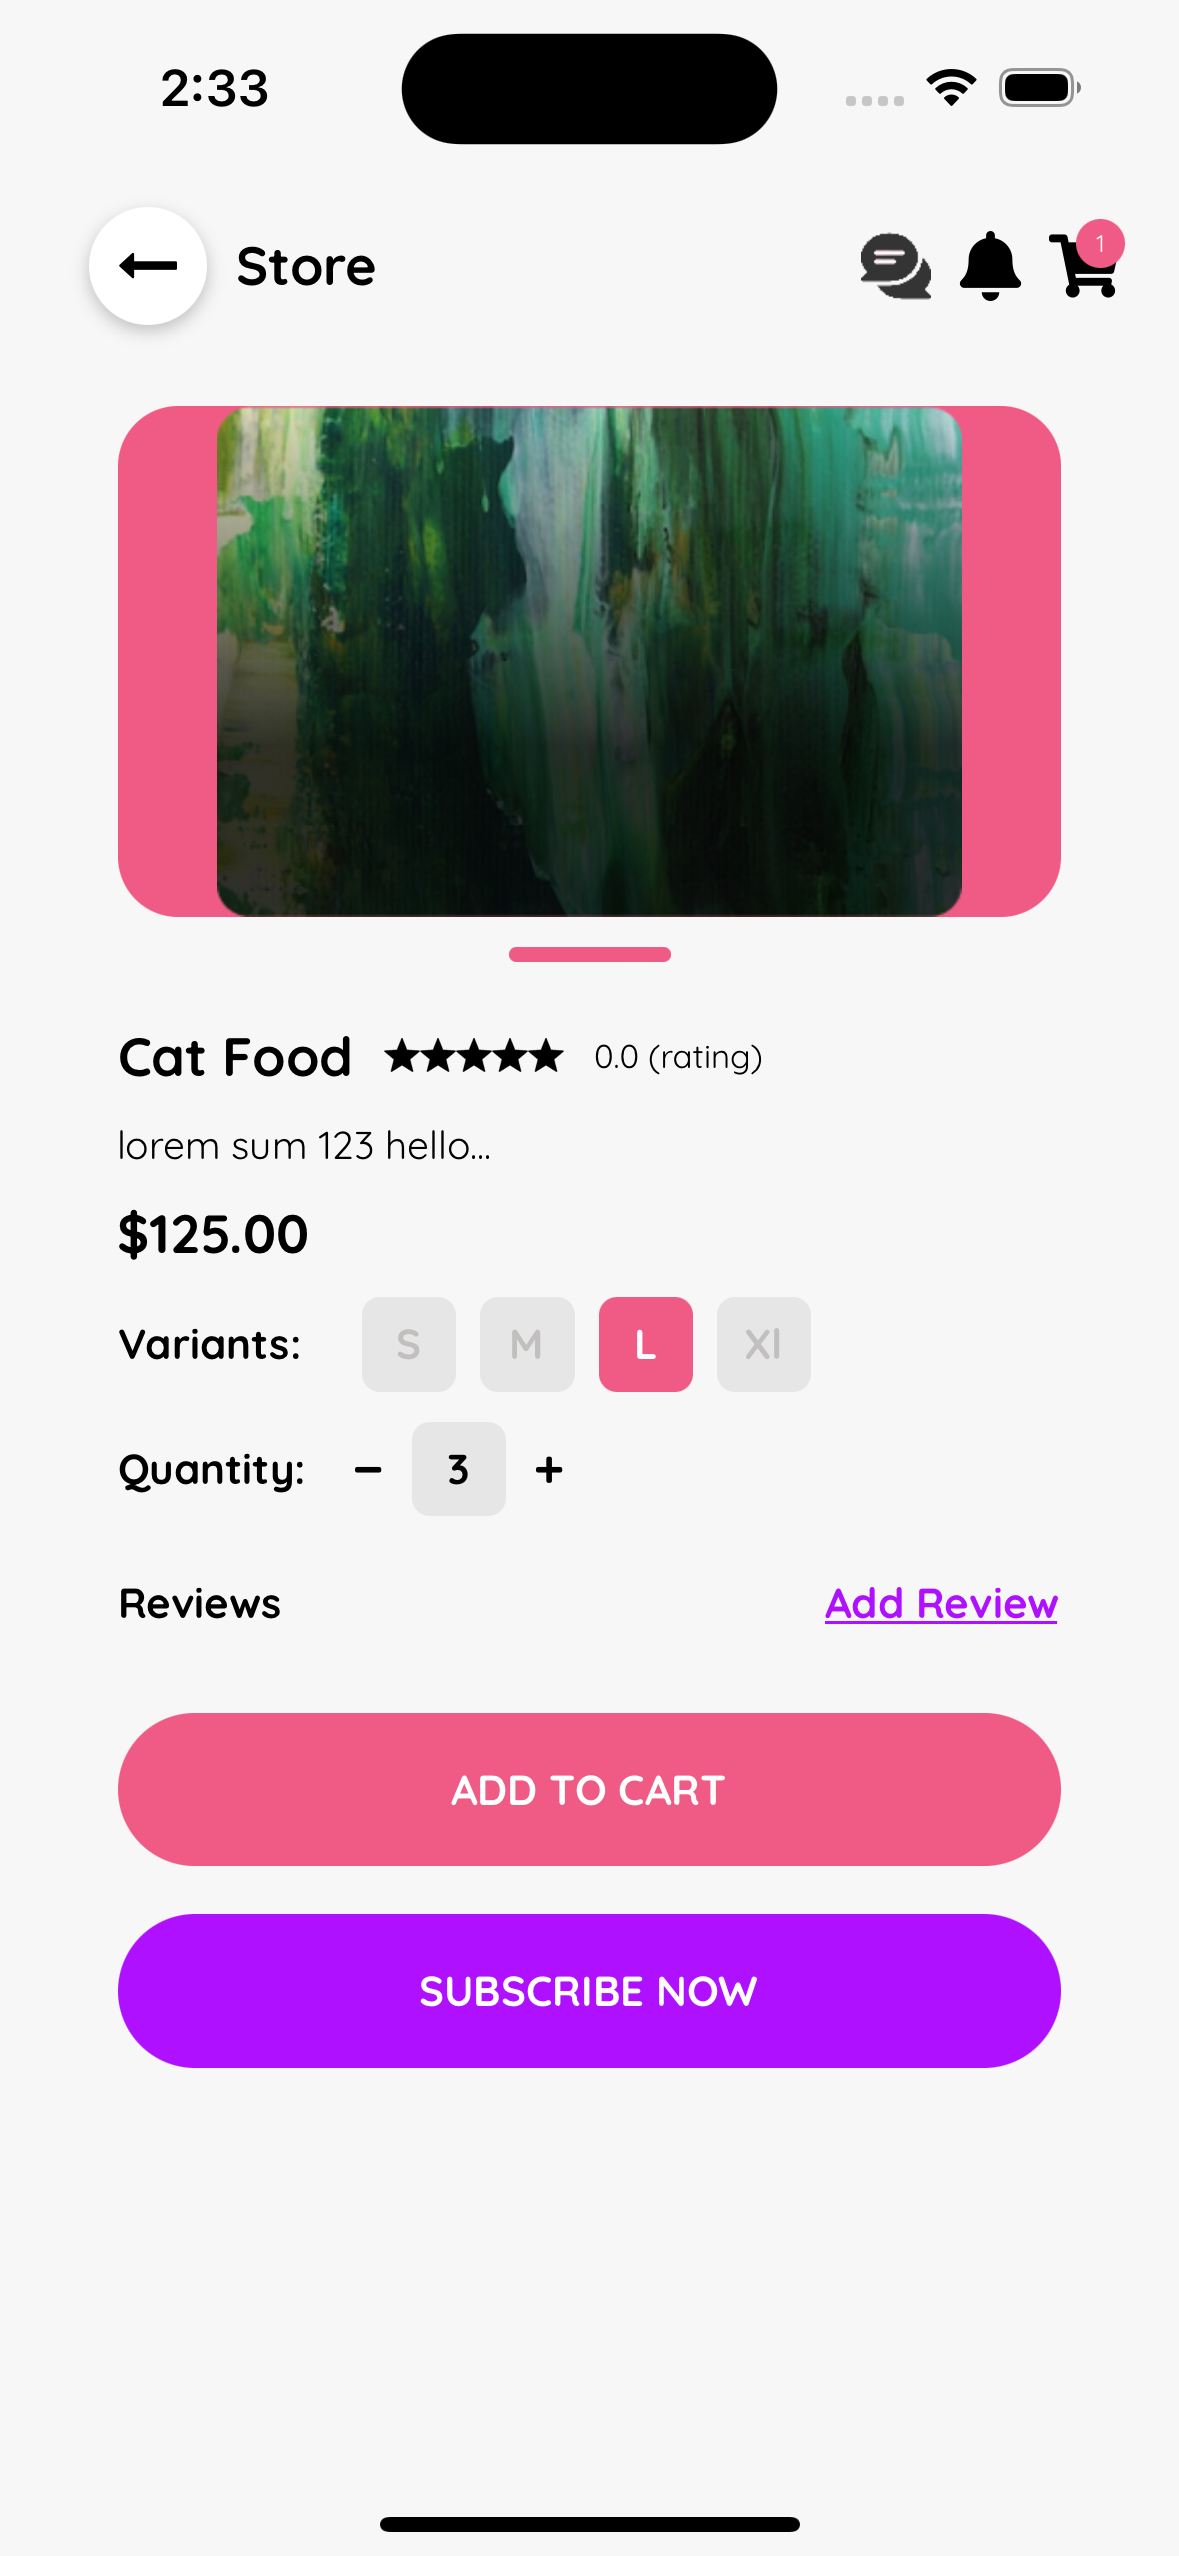 2:33
Store
1
Cat Food 0.0 (rating)
lorem sum 123 hello...
$125.00
Variants: S M L Xl
Quantity: − 3 +
Reviews Add Review
ADD TO CART
SUBSCRIBE NOW